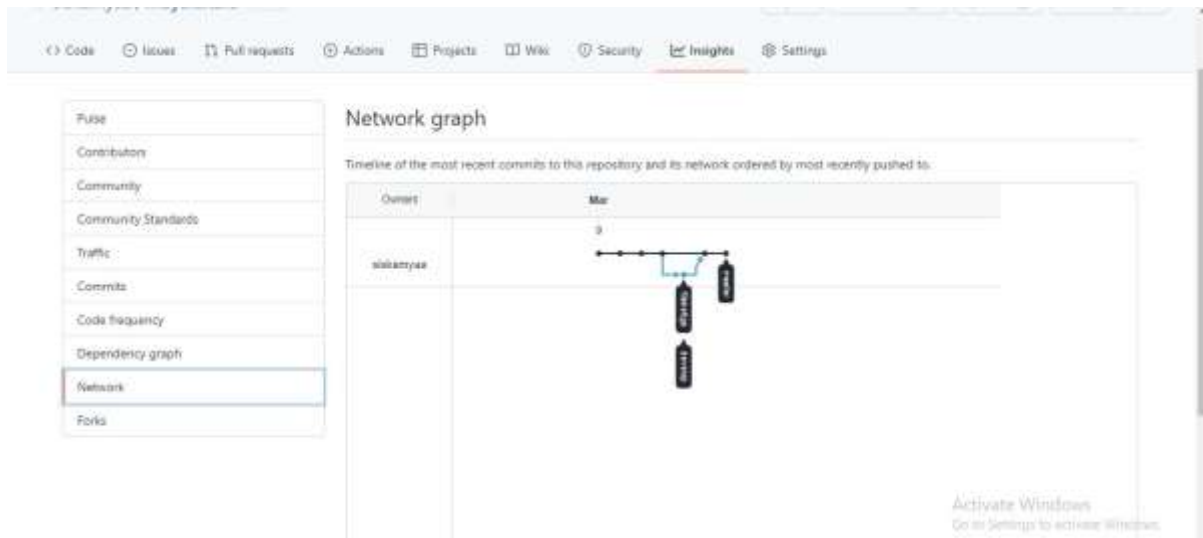 Code Issues Pull requests Actions Projects Wiki Security Insights Settings
Pulse
Contributors
Community
Community Standards
Traffic
Commits
Code frequency
Dependency graph
Network
Forks
Network graph
Timeline of the most recent commits to this repository and its network ordered by most recently pushed to.
Owners Mar
9
Activate Windows
Go to Settings to activate Windows.